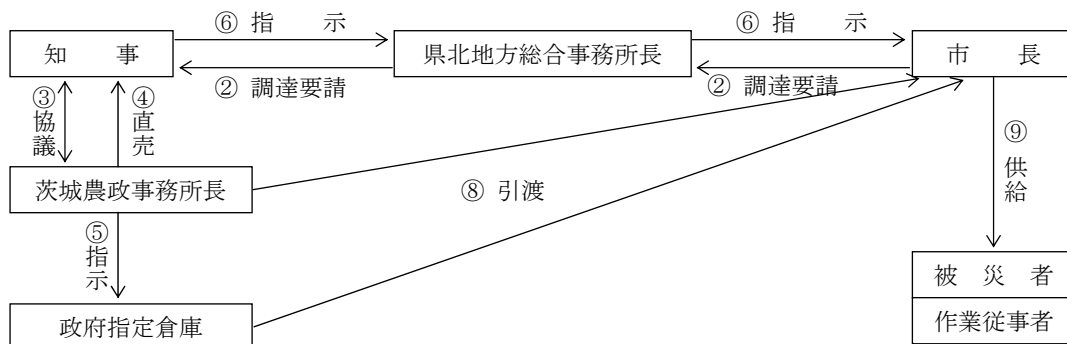 ⑥ 指 示
⑥ 指 示
知 事
県北地方総合事務所長
市 長
② 調達要請
② 調達要請
③協議
④直売
⑨供給
茨城農政事務所長
⑧ 引渡
⑤指示
被 災 者
政府指定倉庫
作業従事者